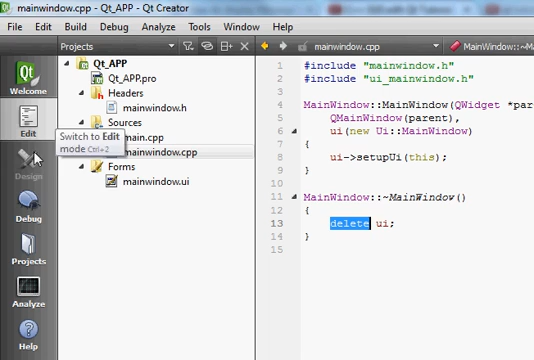 mainwindow.cpp - Qt_APP - Qt Creator
File Edit Build Debug Analyze Tools Window Help
Projects
mainwindow.cpp
MainWindow::MainWindow
Qt
Welcome
Edit
Switch to Edit
mode Ctrl+2
Design
Debug
Projects
Analyze
Help
Qt_APP
Qt_APP.pro
Headers
mainwindow.h
Sources
main.cpp
mainwindow.cpp
Forms
mainwindow.ui
1 #include "mainwindow.h"
2 #include "ui_mainwindow.h"
3
4 MainWindow::MainWindow(QWidget *par
5 QMainWindow(parent),
6 ui(new Ui::MainWindow)
7 {
8 ui->setupUi(this);
9 }
10
11 MainWindow::~MainWindow()
12 {
13 delete ui;
14 }
15